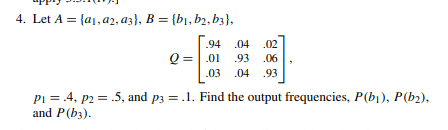 4. Let A = {a₁, a₂, a₃}, B = {b₁, b₂, b₃},
Q = [.94 .04 .02
.01 .93 .06
.03 .04 .93],
p₁ = .4, p₂ = .5, and p₃ = .1. Find the output frequencies, P(b₁), P(b₂),
and P(b₃).